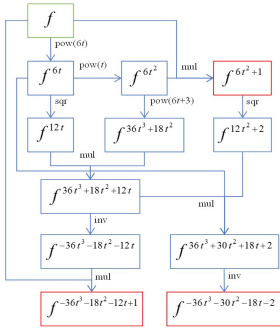 f
pow(6t)
mul
f^{6t} pow(t) f^{6t^2} f^{6t^2+1}
sqr pow(6t+3) sqr
f^{12t} f^{36t^3+18t^2} f^{12t^2+2}
mul
f^{36t^3+18t^2+12t} mul
inv
f^{-36t^3-18t^2-12t} f^{36t^3+30t^2+18t+2}
mul inv
f^{-36t^3-18t^2-12t+1} f^{-36t^3-30t^2-18t-2}